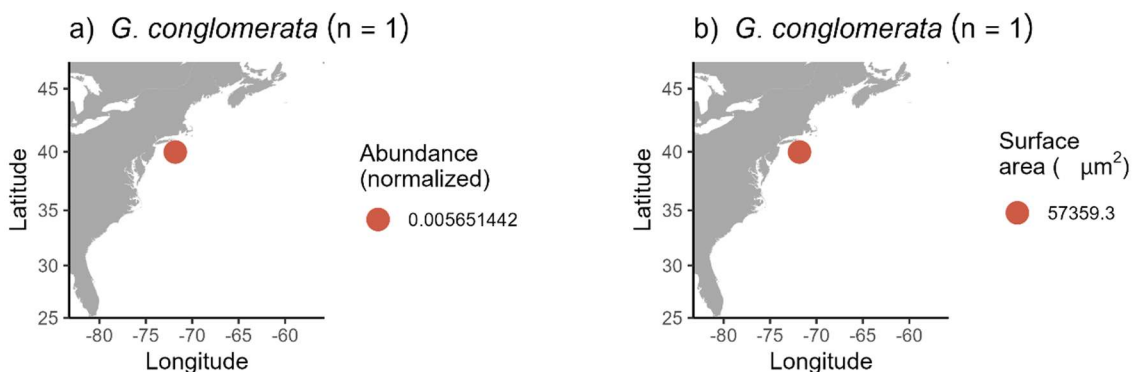 a) G. conglomerata (n = 1)
45
40
35
30
25
Latitude
-80 -75 -70 -65 -60
Longitude
Abundance
(normalized)
0.005651442
b) G. conglomerata (n = 1)
45
40
35
30
25
Latitude
-80 -75 -70 -65 -60
Longitude
Surface
area ( μm²)
57359.3